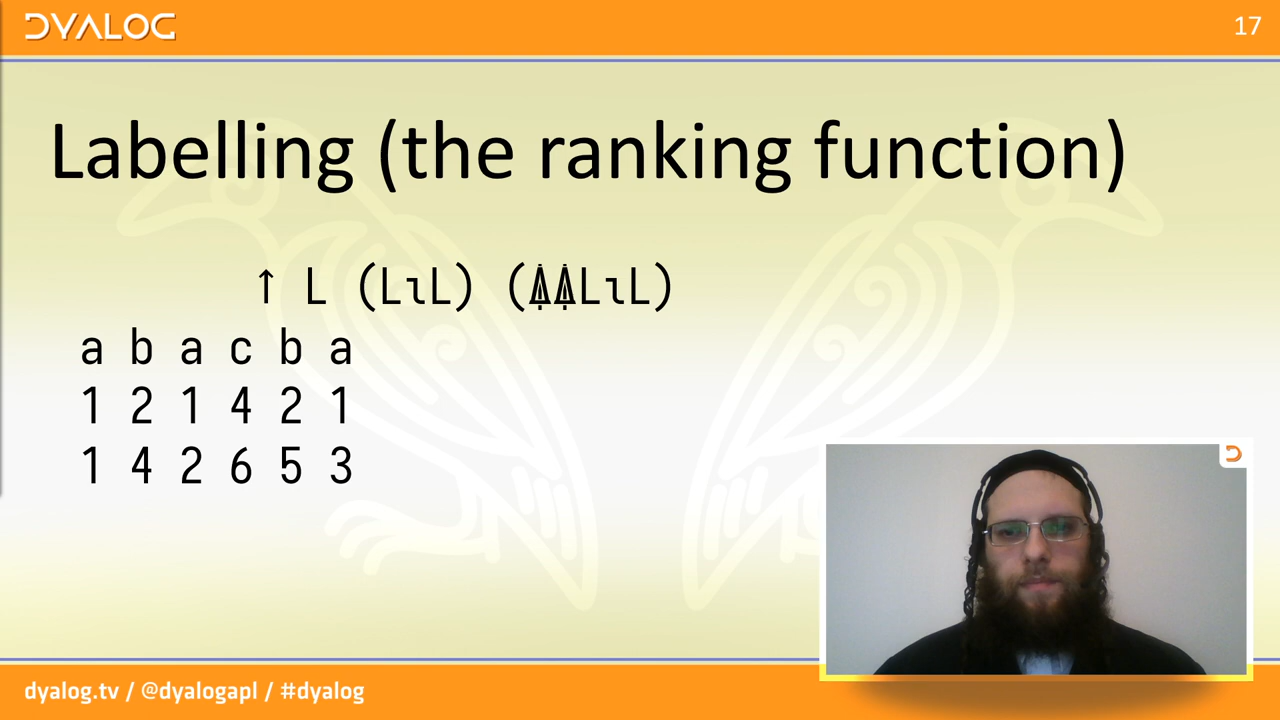 DYALOG
17
Labelling (the ranking function)
↑ L (L⍳L) (⍋⍋L⍳L)
a b a c b a
1 2 1 4 2 1
1 4 2 6 5 3
dyalog.tv / @dyalogapl / #dyalog